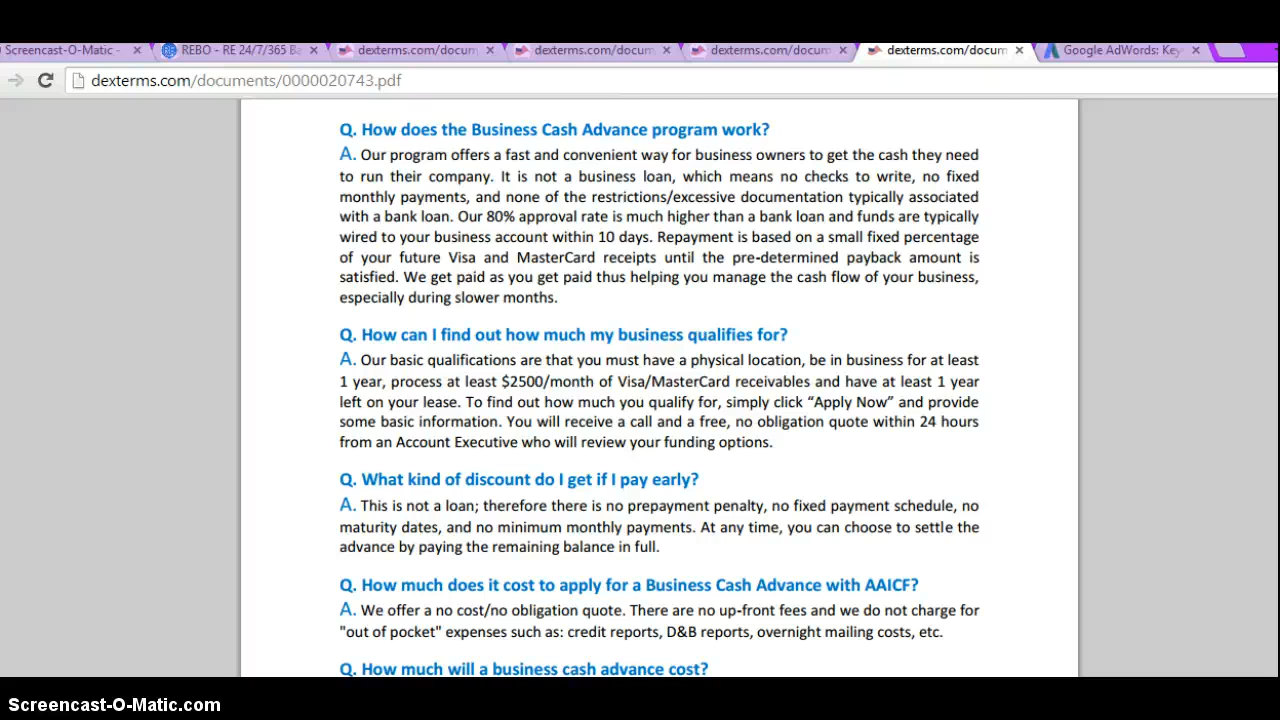 Screencast-O-Matic - × REBO - RE 24/7/365 Ba × dexterms.com/docum × dexterms.com/docum × dexterms.com/docum × dexterms.com/docum × Google AdWords: Key ×
dexterms.com/documents/0000020743.pdf
Q. How does the Business Cash Advance program work?
A. Our program offers a fast and convenient way for business owners to get the cash they need
to run their company. It is not a business loan, which means no checks to write, no fixed
monthly payments, and none of the restrictions/excessive documentation typically associated
with a bank loan. Our 80% approval rate is much higher than a bank loan and funds are typically
wired to your business account within 10 days. Repayment is based on a small fixed percentage
of your future Visa and MasterCard receipts until the pre-determined payback amount is
satisfied. We get paid as you get paid thus helping you manage the cash flow of your business,
especially during slower months.
Q. How can I find out how much my business qualifies for?
A. Our basic qualifications are that you must have a physical location, be in business for at least
1 year, process at least $2500/month of Visa/MasterCard receivables and have at least 1 year
left on your lease. To find out how much you qualify for, simply click “Apply Now” and provide
some basic information. You will receive a call and a free, no obligation quote within 24 hours
from an Account Executive who will review your funding options.
Q. What kind of discount do I get if I pay early?
A. This is not a loan; therefore there is no prepayment penalty, no fixed payment schedule, no
maturity dates, and no minimum monthly payments. At any time, you can choose to settle the
advance by paying the remaining balance in full.
Q. How much does it cost to apply for a Business Cash Advance with AAICF?
A. We offer a no cost/no obligation quote. There are no up-front fees and we do not charge for
"out of pocket" expenses such as: credit reports, D&B reports, overnight mailing costs, etc.
Q. How much will a business cash advance cost?
Screencast-O-Matic.com